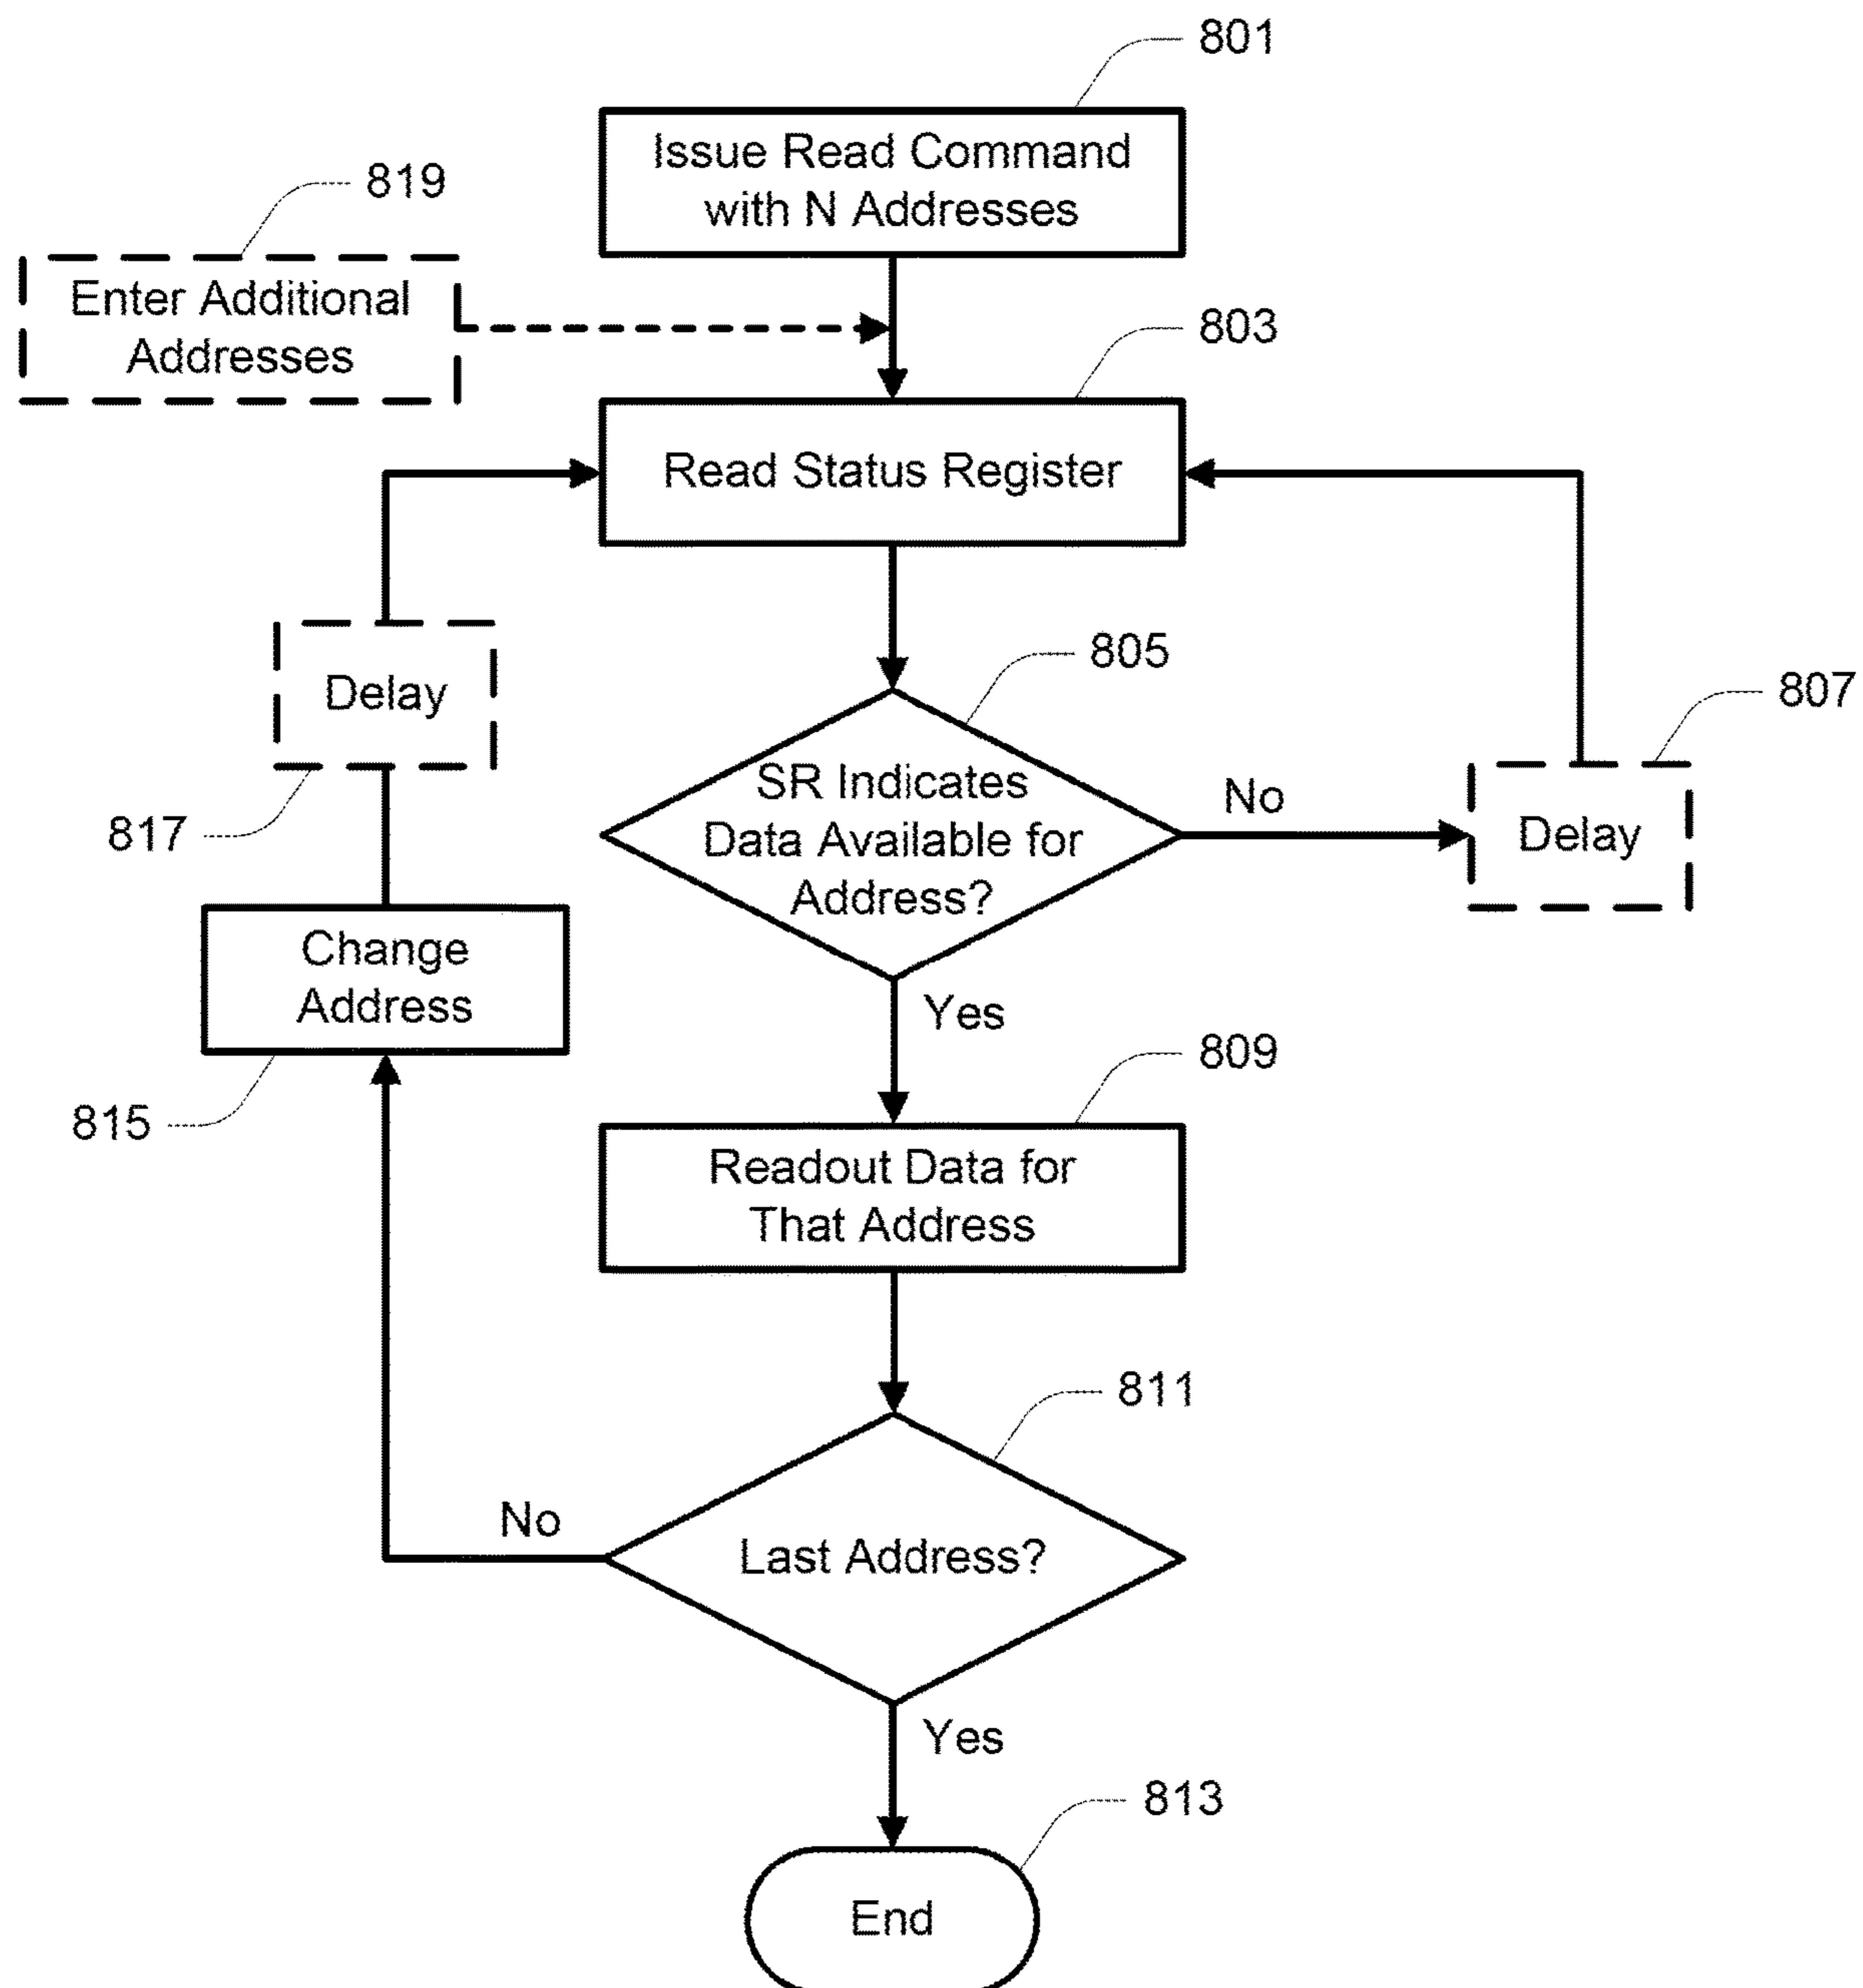 801
Issue Read Command
with N Addresses
819
Enter Additional
Addresses
803
Read Status Register
805
807
Delay
SR Indicates
Data Available for
Address?
No
Delay
817
Change
Address
Yes
809
815
Readout Data for
That Address
811
No
Last Address?
Yes
813
End